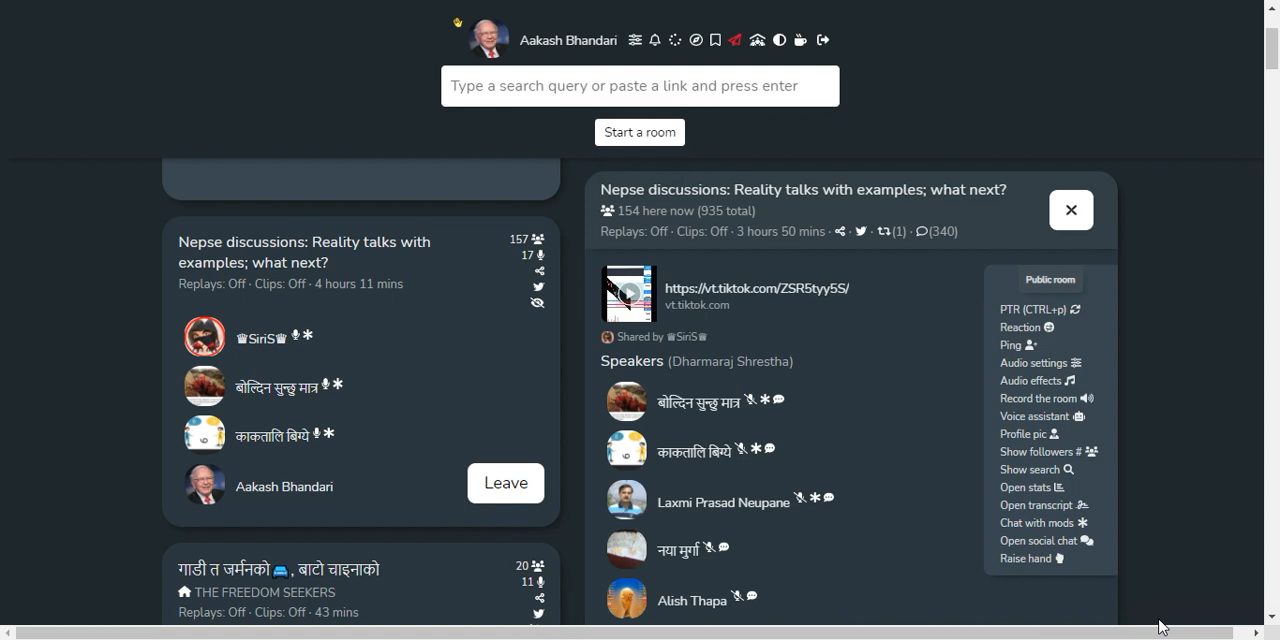 Aakash Bhandari
Type a search query or paste a link and press enter
Start a room
Nepse discussions: Reality talks with
examples; what next?
157
17
Replays: Off · Clips: Off · 4 hours 11 mins
♕SiriS♕
बोल्दिन सुन्छु मात्र
काकतालि बिग्ये
Aakash Bhandari
Leave
गाडी त जर्मनको🚘, बाटो चाइनाको
20
11
THE FREEDOM SEEKERS
Replays: Off · Clips: Off · 43 mins
Nepse discussions: Reality talks with examples; what next?
154 here now (935 total)
Replays: Off · Clips: Off · 3 hours 50 mins · · · (1) · (340)
https://vt.tiktok.com/ZSR5tyy5S/
vt.tiktok.com
Shared by ♕SiriS♕
Speakers (Dharmaraj Shrestha)
बोल्दिन सुन्छु मात्र
काकतालि बिग्ये
Laxmi Prasad Neupane
नया मुर्गा
Alish Thapa
Public room
PTR (CTRL+p)
Reaction
Ping
Audio settings
Audio effects
Record the room
Voice assistant
Profile pic
Show followers #
Show search
Open stats
Open transcript
Chat with mods
Open social chat
Raise hand